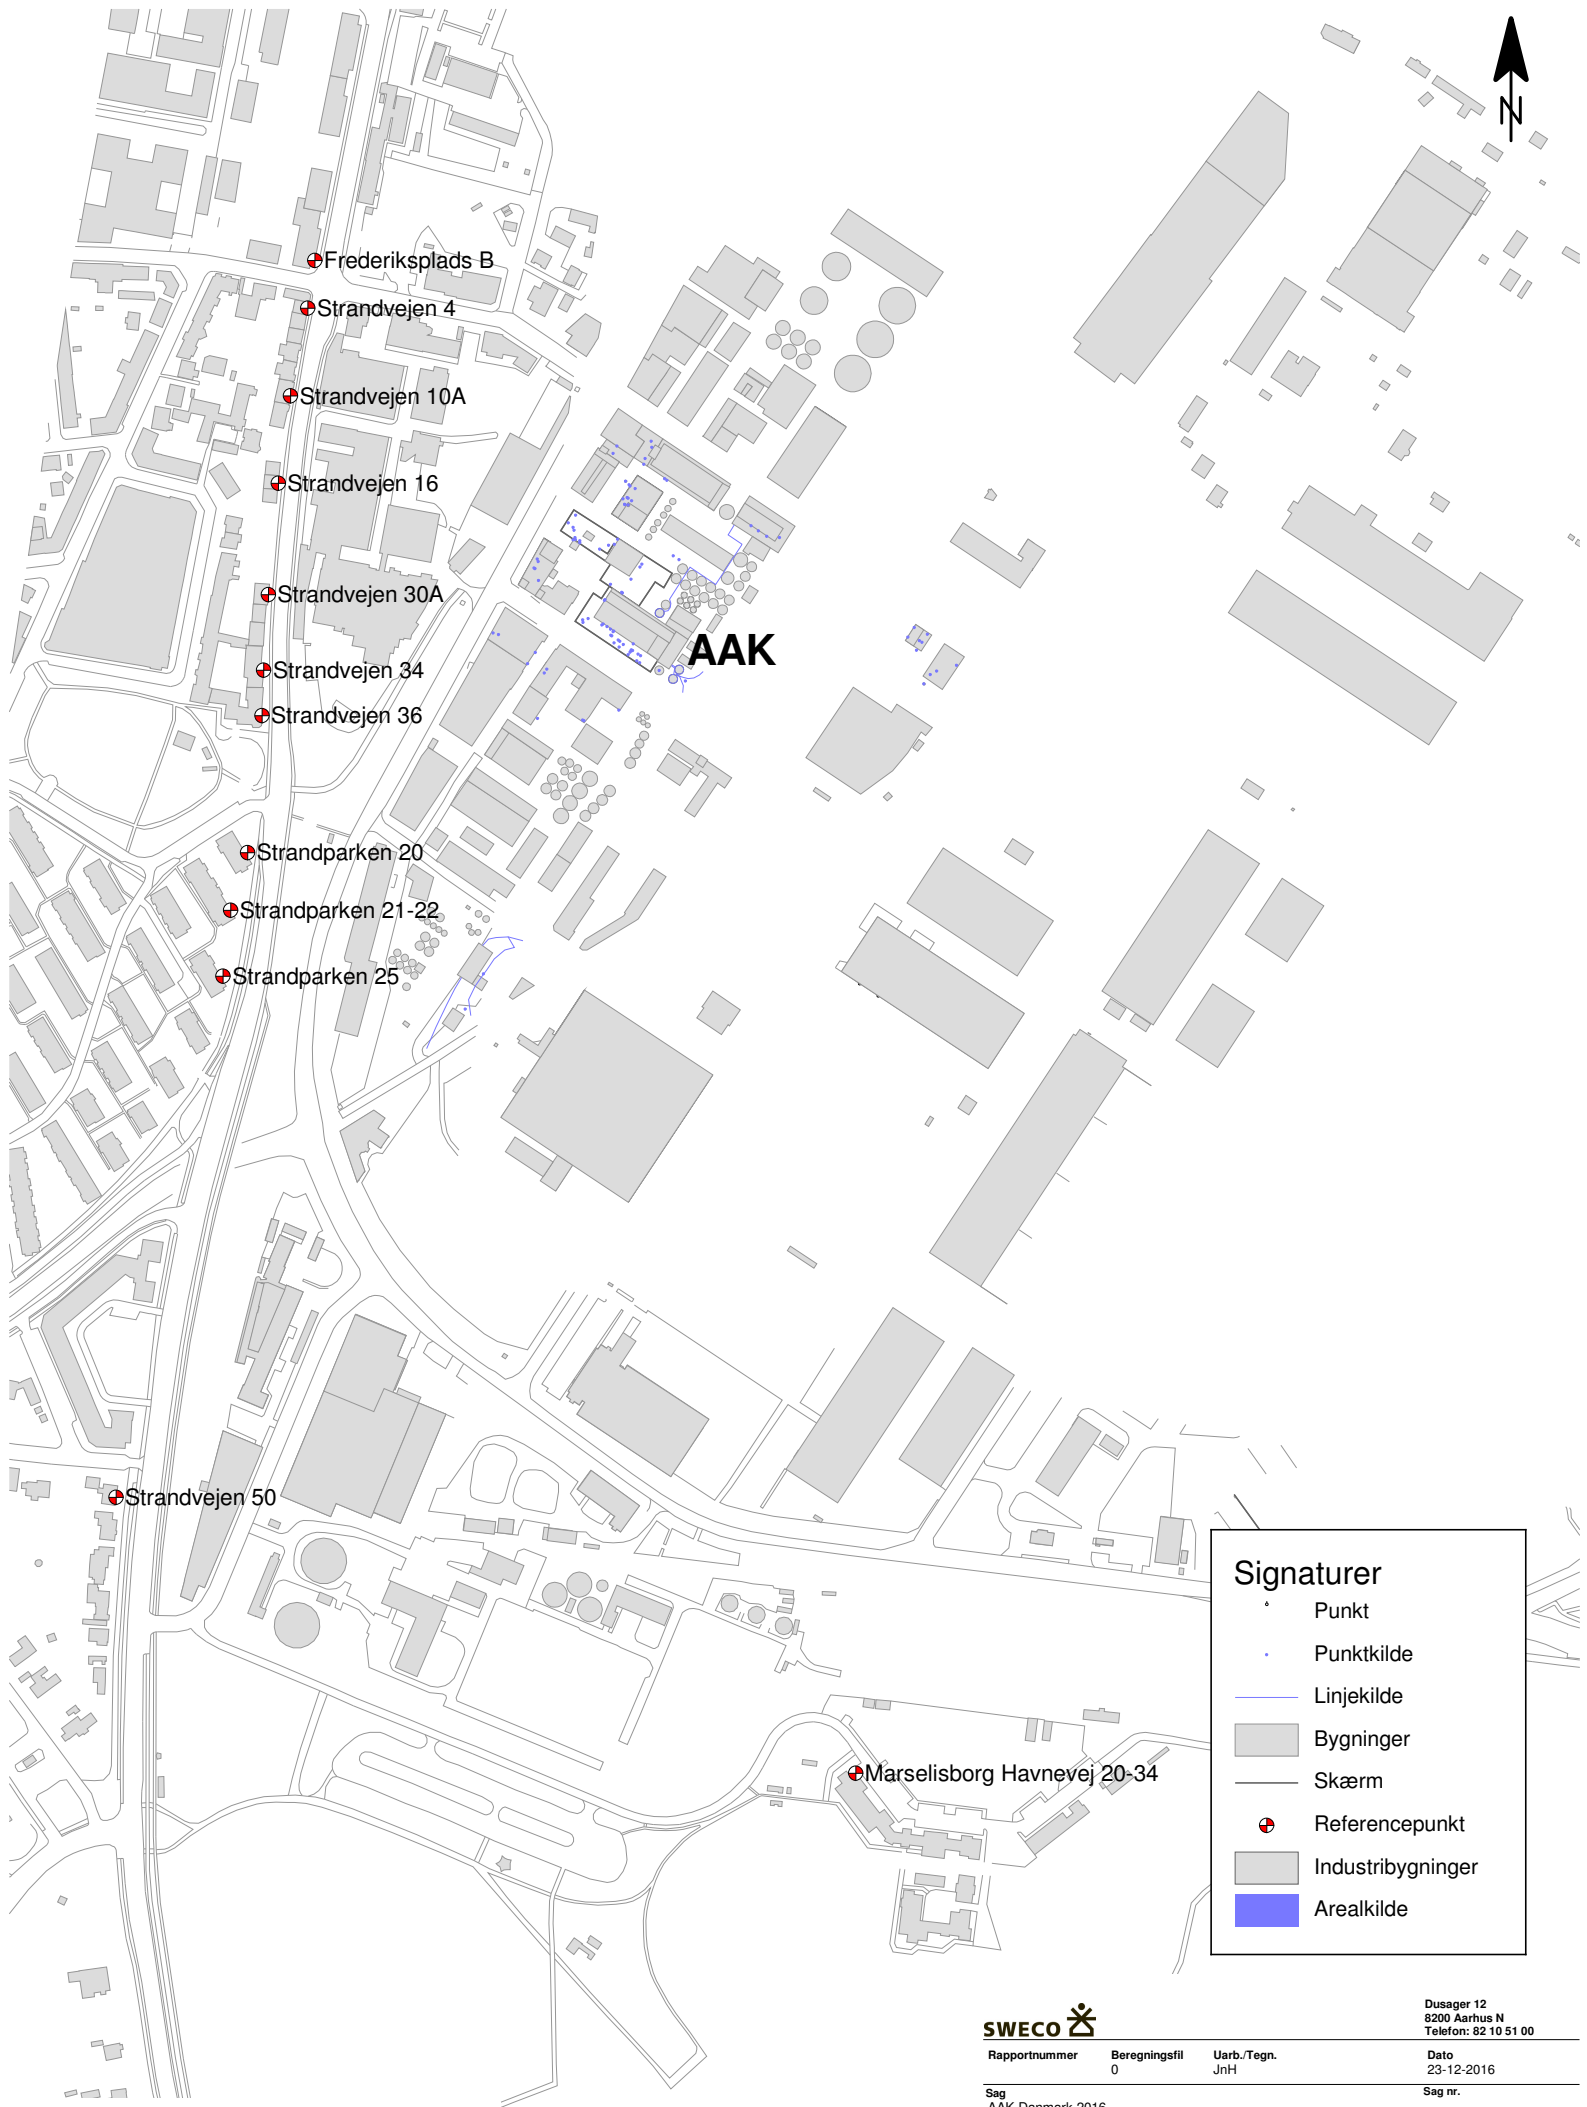 N
Frederiksplads B
Strandvejen 4
Strandvejen 10A
Strandvejen 16
Strandvejen 30A
AAK
Strandvejen 34
Strandvejen 36
Strandparken 20
Strandparken 21-22
Strandparken 25
Strandvejen 50
Marselisborg Havnevej 20-34
Signaturer
Punkt
Punktkilde
Linjekilde
Bygninger
Skærm
Referencepunkt
Industribygninger
Arealkilde
SWECO
Dusager 12
8200 Aarhus N
Telefon: 82 10 51 00
Rapportnummer Beregningsfil Uarb./Tegn. Dato
0 JnH 23-12-2016
Sag Sag nr.
AAK Denmark 2016